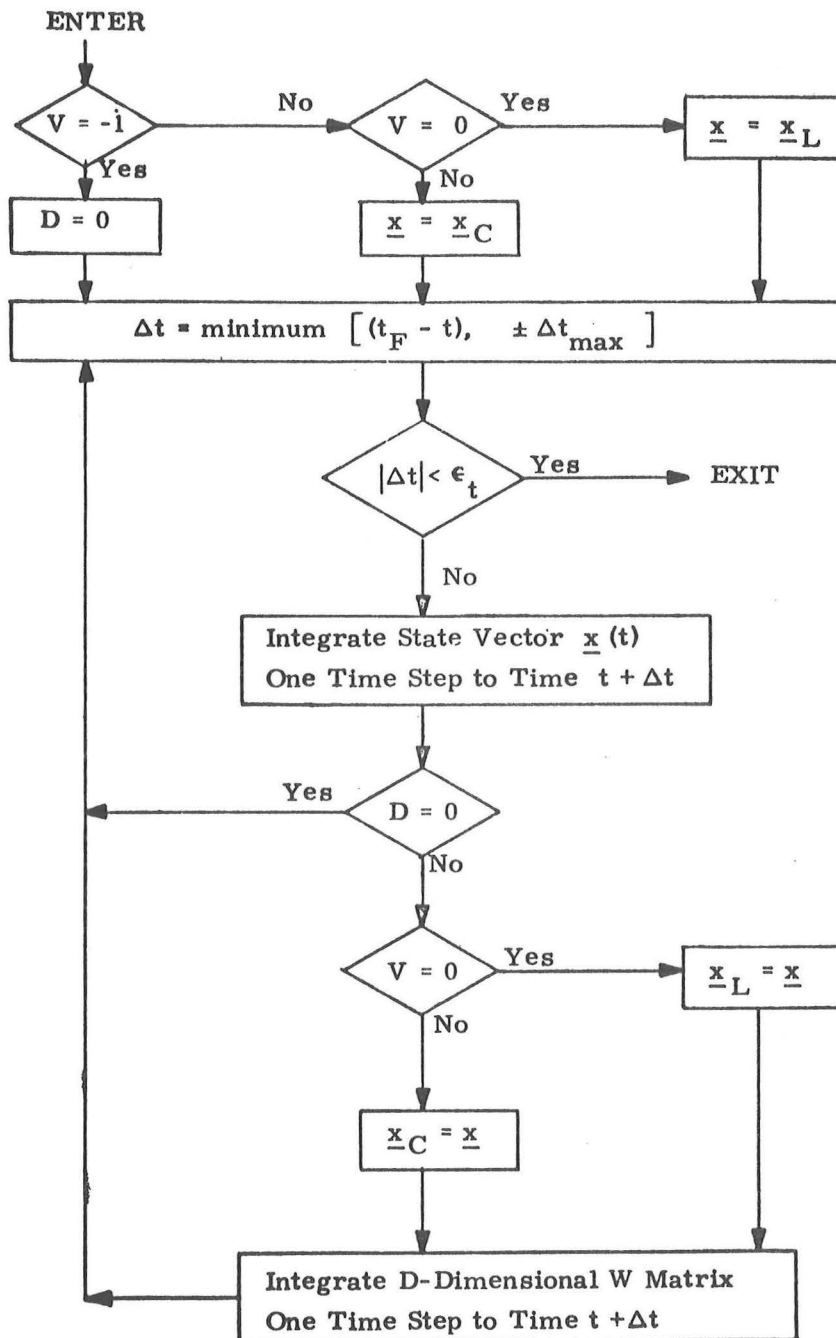 ENTER
V = -1
No
V = 0
Yes
x = x_L
Yes
No
D = 0
x = x_C
Δt = minimum [ (t_F - t), ± Δt_max ]
|Δt| < ϵ_t
Yes
EXIT
No
Integrate State Vector x (t)
One Time Step to Time t + Δt
Yes
D = 0
No
V = 0
Yes
x_L = x
No
x_C = x
Integrate D-Dimensional W Matrix
One Time Step to Time t + Δt